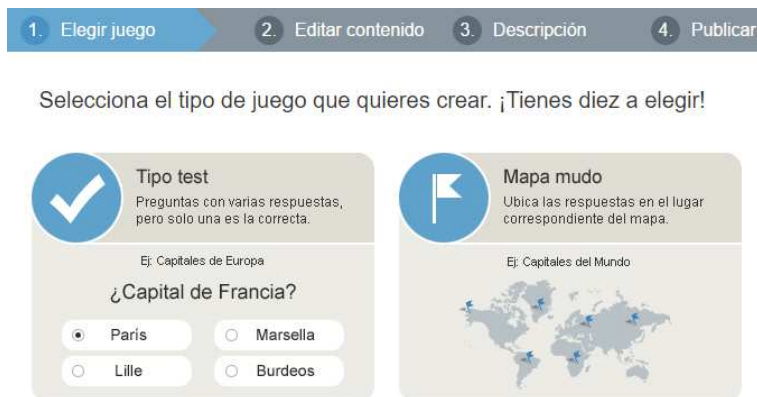 1. Elegir juego 2. Editar contenido 3. Descripción 4. Publicar
Selecciona el tipo de juego que quieres crear. ¡Tienes diez a elegir!
Tipo test
Preguntas con varias respuestas,
pero solo una es la correcta.
Ej: Capitales de Europa
¿Capital de Francia?
París Marsella
Lille Burdeos
Mapa mudo
Ubica las respuestas en el lugar
correspondiente del mapa.
Ej: Capitales del Mundo